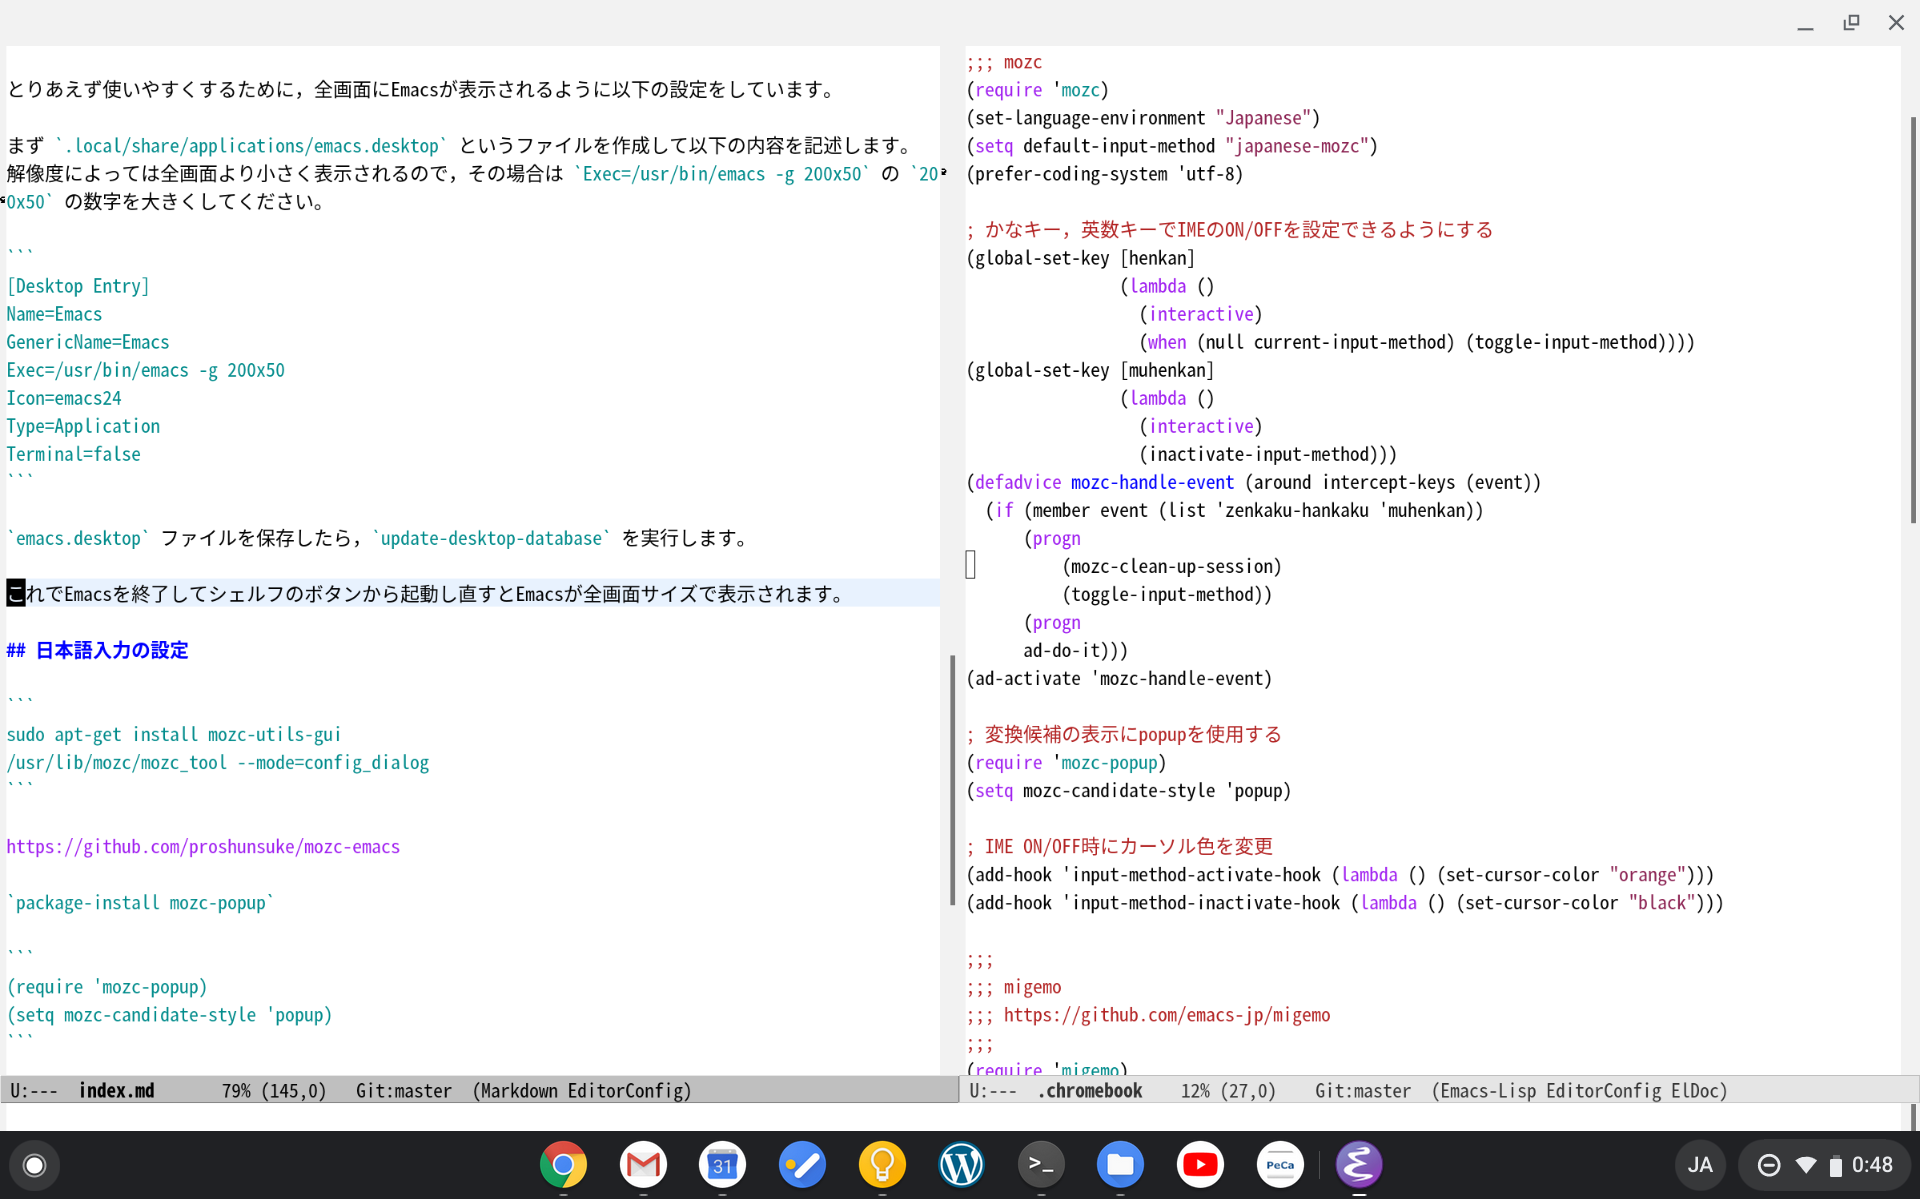 とりあえず使いやすくするために，全画面にEmacsが表示されるように以下の設定をしています。
まず `.local/share/applications/emacs.desktop` というファイルを作成して以下の内容を記述します。
解像度によっては全画面より小さく表示されるので，その場合は `Exec=/usr/bin/emacs -g 200x50` の `20
0x50` の数字を大きくしてください。
```
[Desktop Entry]
Name=Emacs
GenericName=Emacs
Exec=/usr/bin/emacs -g 200x50
Icon=emacs24
Type=Application
Terminal=false
```
`emacs.desktop` ファイルを保存したら，`update-desktop-database` を実行します。
これでEmacsを終了してシェルフのボタンから起動し直すとEmacsが全画面サイズで表示されます。
## 日本語入力の設定
```
sudo apt-get install mozc-utils-gui
/usr/lib/mozc/mozc_tool --mode=config_dialog
```
https://github.com/proshunsuke/mozc-emacs
`package-install mozc-popup`
```
(require 'mozc-popup)
(setq mozc-candidate-style 'popup)
```
U:--- index.md 79% (145,0) Git:master (Markdown EditorConfig)
;;; mozc
(require 'mozc)
(set-language-environment "Japanese")
(setq default-input-method "japanese-mozc")
(prefer-coding-system 'utf-8)
; かなキー，英数キーでIMEのON/OFFを設定できるようにする
(global-set-key [henkan]
(lambda ()
(interactive)
(when (null current-input-method) (toggle-input-method))))
(global-set-key [muhenkan]
(lambda ()
(interactive)
(inactivate-input-method)))
(defadvice mozc-handle-event (around intercept-keys (event))
(if (member event (list 'zenkaku-hankaku 'muhenkan))
(progn
(mozc-clean-up-session)
(toggle-input-method))
(progn
ad-do-it)))
(ad-activate 'mozc-handle-event)
; 変換候補の表示にpopupを使用する
(require 'mozc-popup)
(setq mozc-candidate-style 'popup)
; IME ON/OFF時にカーソル色を変更
(add-hook 'input-method-activate-hook (lambda () (set-cursor-color "orange")))
(add-hook 'input-method-inactivate-hook (lambda () (set-cursor-color "black")))
;;;
;;; migemo
;;; https://github.com/emacs-jp/migemo
;;;
(require 'migemo)
U:--- .chromebook 12% (27,0) Git:master (Emacs-Lisp EditorConfig ElDoc)
31
>_
PeCa
JA
0:48